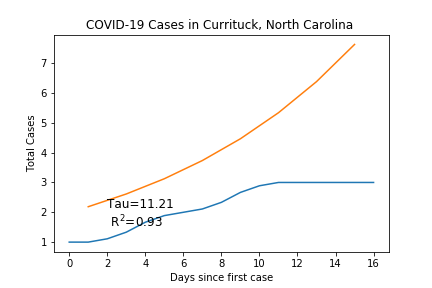 COVID-19 Cases in Currituck, North Carolina
Total Cases
7
6
5
4
3
2
1
Tau=11.21
R²=0.93
0 2 4 6 8 10 12 14 16
Days since first case